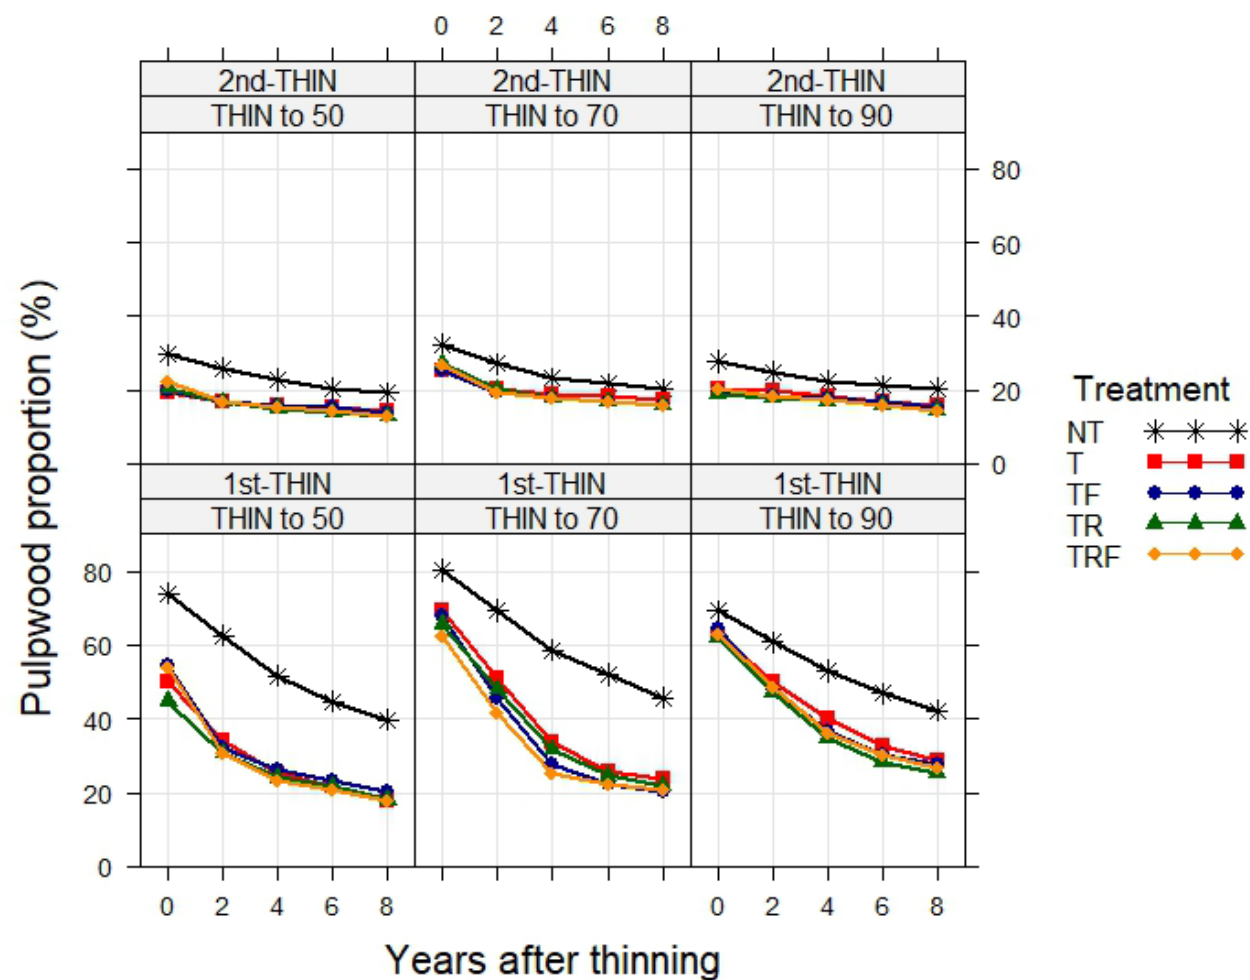 0 2 4 6 8
2nd-THIN 2nd-THIN 2nd-THIN
THIN to 50 THIN to 70 THIN to 90
80
60
40
20
0
1st-THIN 1st-THIN 1st-THIN
THIN to 50 THIN to 70 THIN to 90
80
60
40
20
0
0 2 4 6 8 0 2 4 6 8
Years after thinning
Pulpwood proportion (%)
Treatment
NT
T
TF
TR
TRF